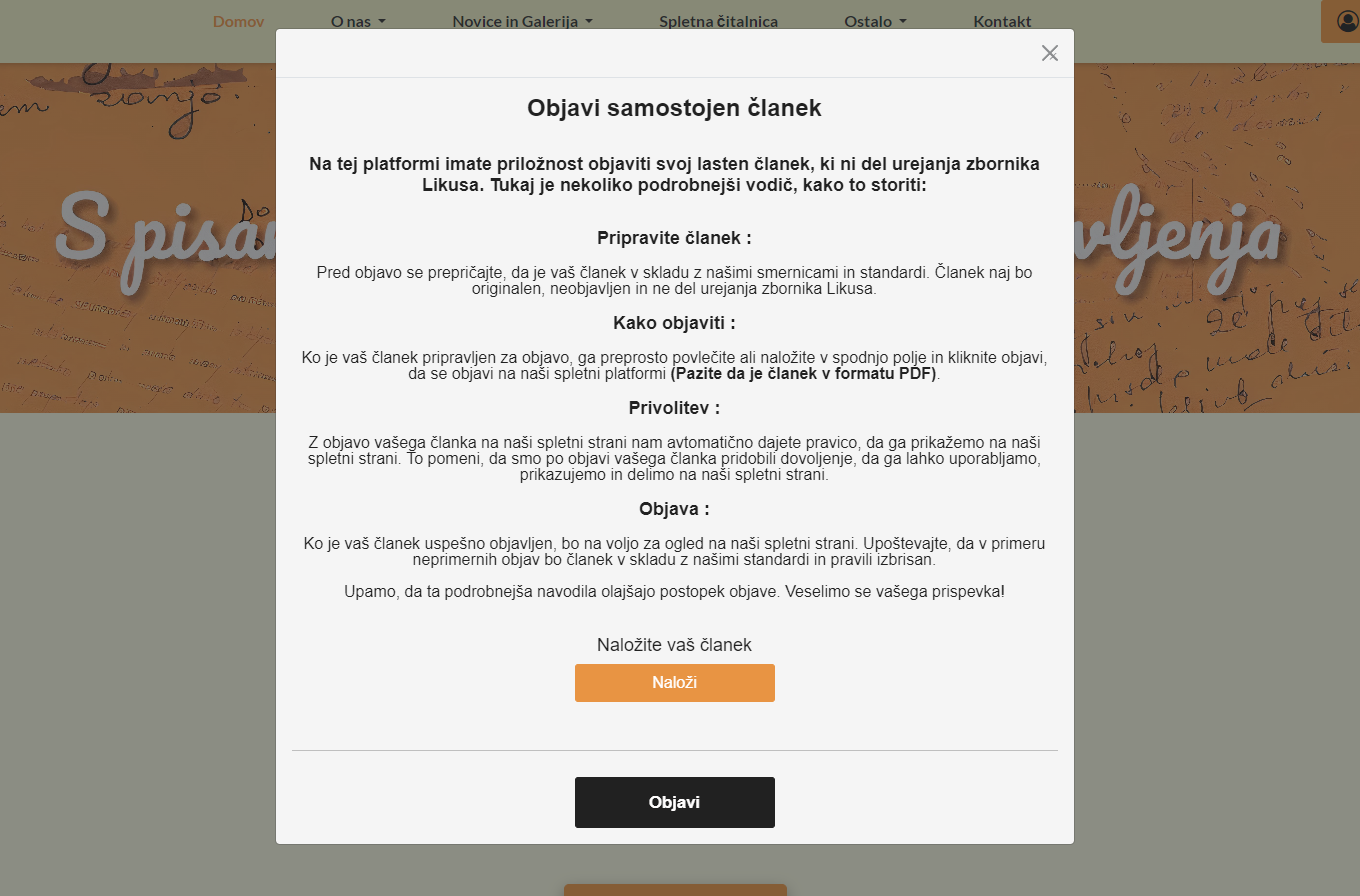 Domov O nas Novice in Galerija Spletna čitalnica Ostalo Kontakt
Objavi samostojen članek
Na tej platformi imate priložnost objaviti svoj lasten članek, ki ni del urejanja zbornika
Likusa. Tukaj je nekoliko podrobnejši vodič, kako to storiti:
Pripravite članek :
Pred objavo se prepričajte, da je vaš članek v skladu z našimi smernicami in standardi. Članek naj bo
originalen, neobjavljen in ne del urejanja zbornika Likusa.
Kako objaviti :
Ko je vaš članek pripravljen za objavo, ga preprosto povlečite ali naložite v spodnjo polje in kliknite objavi,
da se objavi na naši spletni platformi (Pazite da je članek v formatu PDF).
Privolitev :
Z objavo vašega članka na naši spletni strani nam avtomatično dajete pravico, da ga prikažemo na naši
spletni strani. To pomeni, da smo po objavi vašega članka pridobili dovoljenje, da ga lahko uporabljamo,
prikazujemo in delimo na naši spletni strani.
Objava :
Ko je vaš članek uspešno objavljen, bo na voljo za ogled na naši spletni strani. Upoštevajte, da v primeru
neprimernih objav bo članek v skladu z našimi standardi in pravili izbrisan.
Upamo, da ta podrobnejša navodila olajšajo postopek objave. Veselimo se vašega prispevka!
Naložite vaš članek
Naloži
Objavi
S pisa vljenja